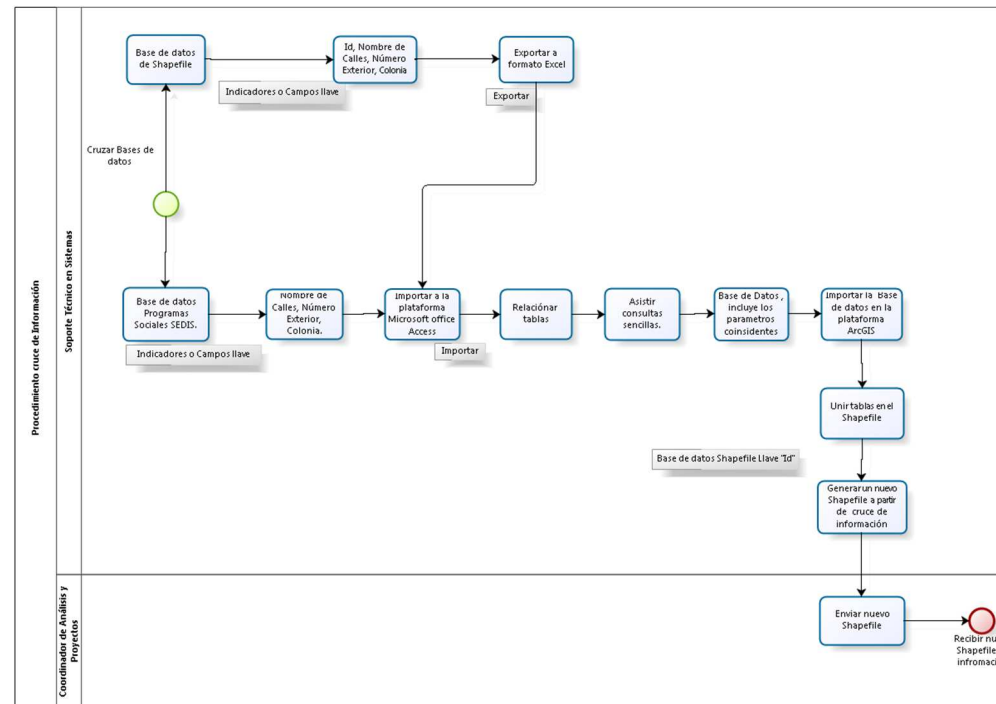 Procedimiento cruce de Información
Soporte Técnico en Sistemas
Base de datos
de Shapefile
Id, Nombre de
Calles, Número
Exterior, Colonia
Exportar a
formato Excel
Indicadores o Campos llave
Exportar
Cruzar Bases de
datos
Base de datos
Programas
Sociales SEDIS.
Nombre de
Calles, Número
Exterior,
Colonia.
Importar a la
plataforma
Microsoft office
Access
Relaciónar
tablas
Asistir
consultas
sencillas.
Base de Datos ,
incluye los
parametros
coinsidentes
Importar la Base
de datos en la
plataforma
ArcGIS
Indicadores o Campos llave
Importar
Unir tablas en el
Shapefile
Base de datos Shapefile Llave "Id"
Generar un nuevo
Shapefile a partir
de cruce de
información
Coordinador de Análisis y
Proyectos
Enviar nuevo
Shapefile
Recibir
Shapefile